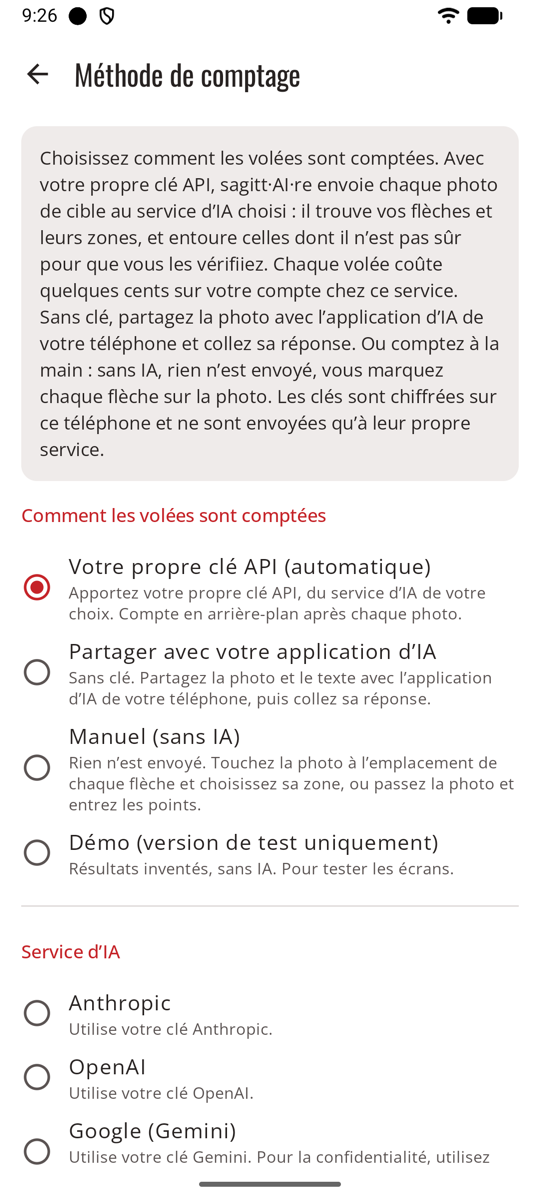 9:26
Méthode de comptage
Choisissez comment les volées sont comptées. Avec
votre propre clé API, sagitt·AI·re envoie chaque photo
de cible au service d’IA choisi : il trouve vos flèches et
leurs zones, et entoure celles dont il n’est pas sûr
pour que vous les vérifiiez. Chaque volée coûte
quelques cents sur votre compte chez ce service.
Sans clé, partagez la photo avec l’application d’IA de
votre téléphone et collez sa réponse. Ou comptez à la
main : sans IA, rien n’est envoyé, vous marquez
chaque flèche sur la photo. Les clés sont chiffrées sur
ce téléphone et ne sont envoyées qu’à leur propre
service.
Comment les volées sont comptées
Votre propre clé API (automatique)
Apportez votre propre clé API, du service d’IA de votre
choix. Compte en arrière-plan après chaque photo.
Partager avec votre application d’IA
Sans clé. Partagez la photo et le texte avec l’application
d’IA de votre téléphone, puis collez sa réponse.
Manuel (sans IA)
Rien n’est envoyé. Touchez la photo à l’emplacement de
chaque flèche et choisissez sa zone, ou passez la photo et
entrez les points.
Démo (version de test uniquement)
Résultats inventés, sans IA. Pour tester les écrans.
Service d’IA
Anthropic
Utilise votre clé Anthropic.
OpenAI
Utilise votre clé OpenAI.
Google (Gemini)
Utilise votre clé Gemini. Pour la confidentialité, utilisez